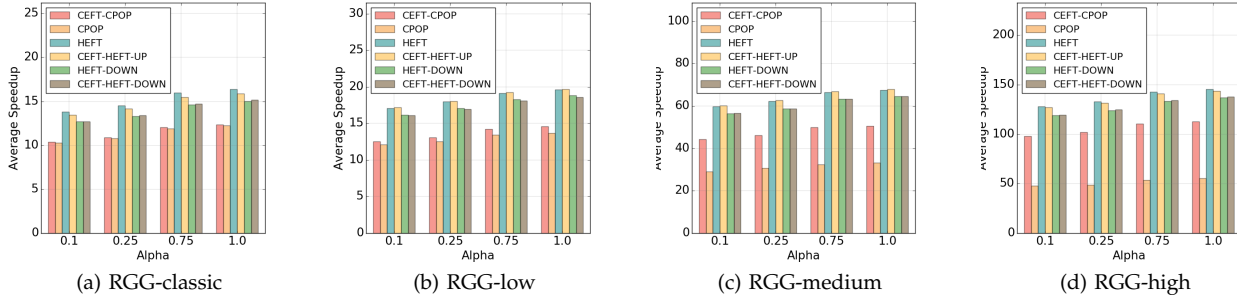 25
20
15
10
5
0
Average Speedup
CEFT-CPOP
CPOP
HEFT
CEFT-HEFT-UP
HEFT-DOWN
CEFT-HEFT-DOWN
0.1 0.25 0.75 1.0
Alpha
(a) RGG-classic
30
25
20
15
10
5
0
Average Speedup
CEFT-CPOP
CPOP
HEFT
CEFT-HEFT-UP
HEFT-DOWN
CEFT-HEFT-DOWN
0.1 0.25 0.75 1.0
Alpha
(b) RGG-low
100
80
60
40
20
0
Average Speedup
CEFT-CPOP
CPOP
HEFT
CEFT-HEFT-UP
HEFT-DOWN
CEFT-HEFT-DOWN
0.1 0.25 0.75 1.0
Alpha
(c) RGG-medium
200
150
100
50
0
Average Speedup
CEFT-CPOP
CPOP
HEFT
CEFT-HEFT-UP
HEFT-DOWN
CEFT-HEFT-DOWN
0.1 0.25 0.75 1.0
Alpha
(d) RGG-high